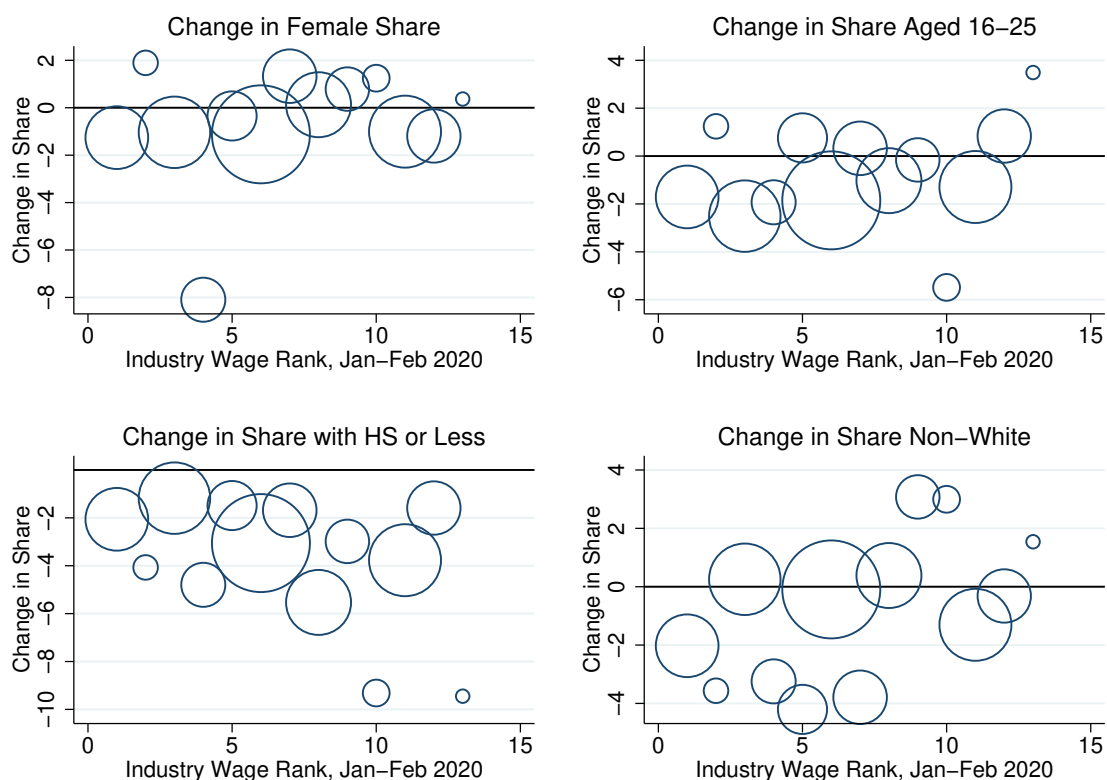 Change in Female Share
Change in Share
2
0
−2
−4
−6
−8
0 5 10 15
Industry Wage Rank, Jan−Feb 2020
Change in Share Aged 16−25
Change in Share
4
2
0
−2
−4
−6
0 5 10 15
Industry Wage Rank, Jan−Feb 2020
Change in Share with HS or Less
Change in Share
−2
−4
−6
−8
−10
0 5 10 15
Industry Wage Rank, Jan−Feb 2020
Change in Share Non−White
Change in Share
4
2
0
−2
−4
0 5 10 15
Industry Wage Rank, Jan−Feb 2020